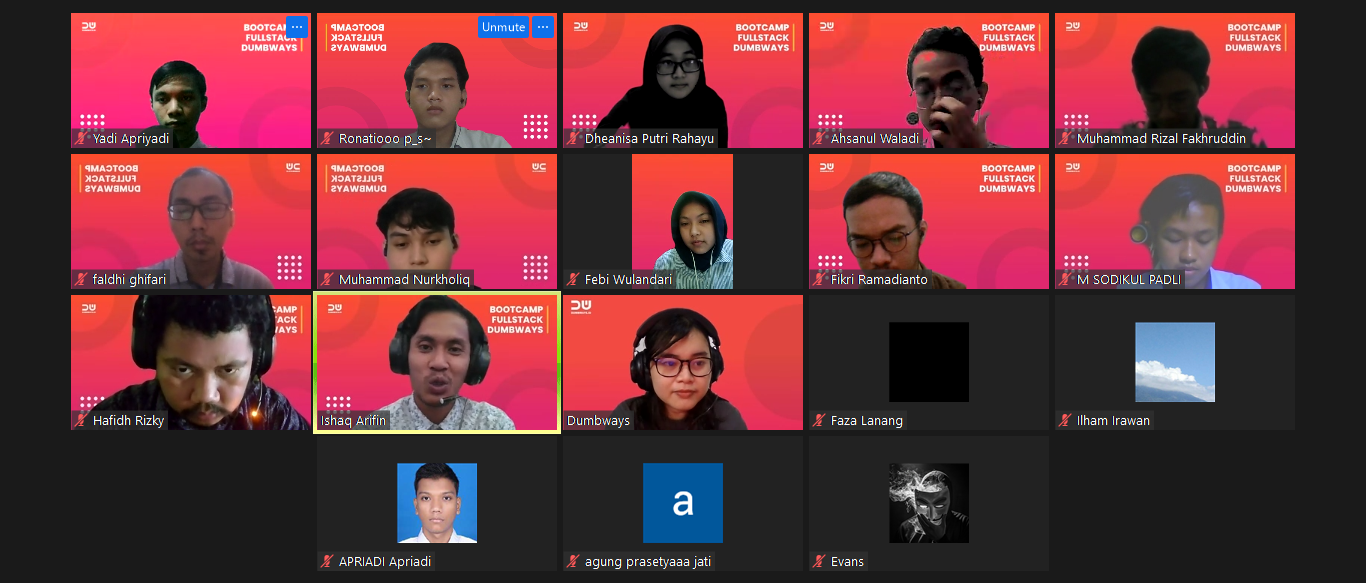 BOOTCAMP
FULLSTACK
DUMBWAYS
Yadi Apriyadi
Unmute
BOOTCAMP
FULLSTACK
DUMBWAYS
Ronatiooo p_s~
BOOTCAMP
FULLSTACK
DUMBWAYS
Dheanisa Putri Rahayu
BOOTCAMP
FULLSTACK
DUMBWAYS
Ahsanul Waladi
BOOTCAMP
FULLSTACK
DUMBWAYS
Muhammad Rizal Fakhruddin
BOOTCAMP
FULLSTACK
DUMBWAYS
faldhi ghifari
BOOTCAMP
FULLSTACK
DUMBWAYS
Muhammad Nurkholiq
Febi Wulandari
BOOTCAMP
FULLSTACK
DUMBWAYS
Fikri Ramadianto
BOOTCAMP
FULLSTACK
DUMBWAYS
M SODIKUL PADLI
Hafidh Rizky
BOOTCAMP
FULLSTACK
DUMBWAYS
Ishaq Arifin
Dumbways
Faza Lanang
Ilham Irawan
APRIADI Apriadi
a
agung prasetyaaa jati
Evans